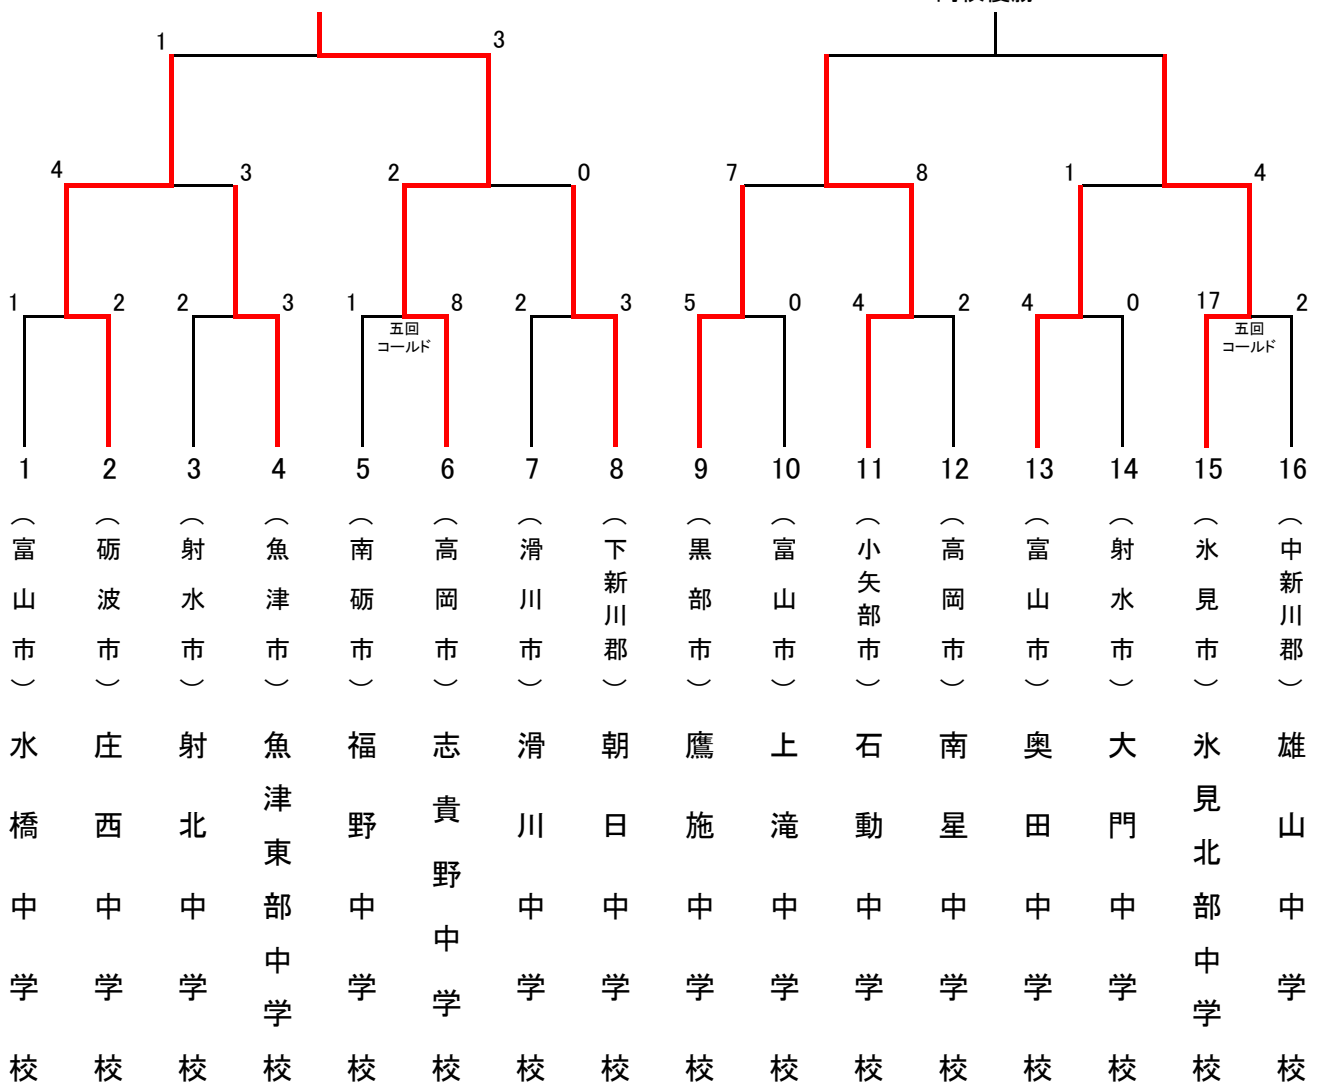 1
3
4
3
2
0
7
8
1
4
1
2
2
3
1
8
2
3
5
0
4
2
4
0
17
2
五回
コールド
五回
コールド
1
2
3
4
5
6
7
8
9
10
11
12
13
14
15
16
（富山市）水橋中学校
（砺波市）庄西中学校
（射水市）射北中学校
（魚津市）魚津東部中学校
（南砺市）福野中学校
（高岡市）志貴野中学校
（滑川市）滑川中学校
（下新川郡）朝日中学校
（黒部市）鷹施中学校
（富山市）上滝中学校
（小矢部市）石動中学校
（高岡市）南星中学校
（富山市）奥田中学校
（射水市）大門中学校
（氷見市）氷見北部中学校
（中新川郡）雄山中学校